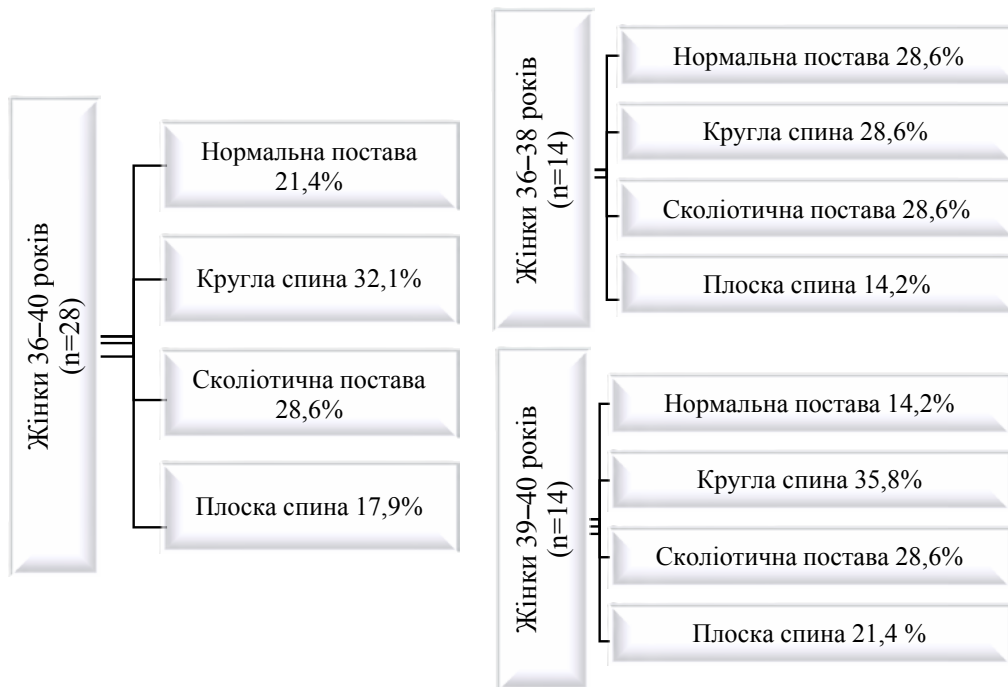 Жінки 36–40 років
(n=28)
Нормальна постава
21,4%
Кругла спина 32,1%
Сколіотична постава
28,6%
Плоска спина 17,9%
Жінки 36–38 років
(n=14)
Нормальна постава 28,6%
Кругла спина 28,6%
Сколіотична постава 28,6%
Плоска спина 14,2%
Жінки 39–40 років
(n=14)
Нормальна постава 14,2%
Кругла спина 35,8%
Сколіотична постава 28,6%
Плоска спина 21,4 %